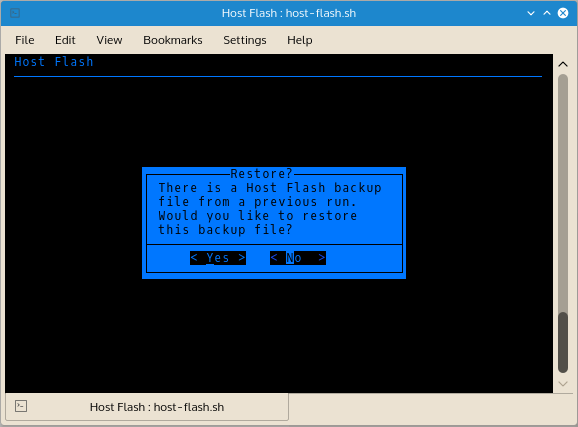 Host Flash : host-flash.sh
File Edit View Bookmarks Settings Help
Host Flash
Restore?
There is a Host Flash backup
file from a previous run.
Would you like to restore
this backup file?
< Yes > < No >
Host Flash : host-flash.sh